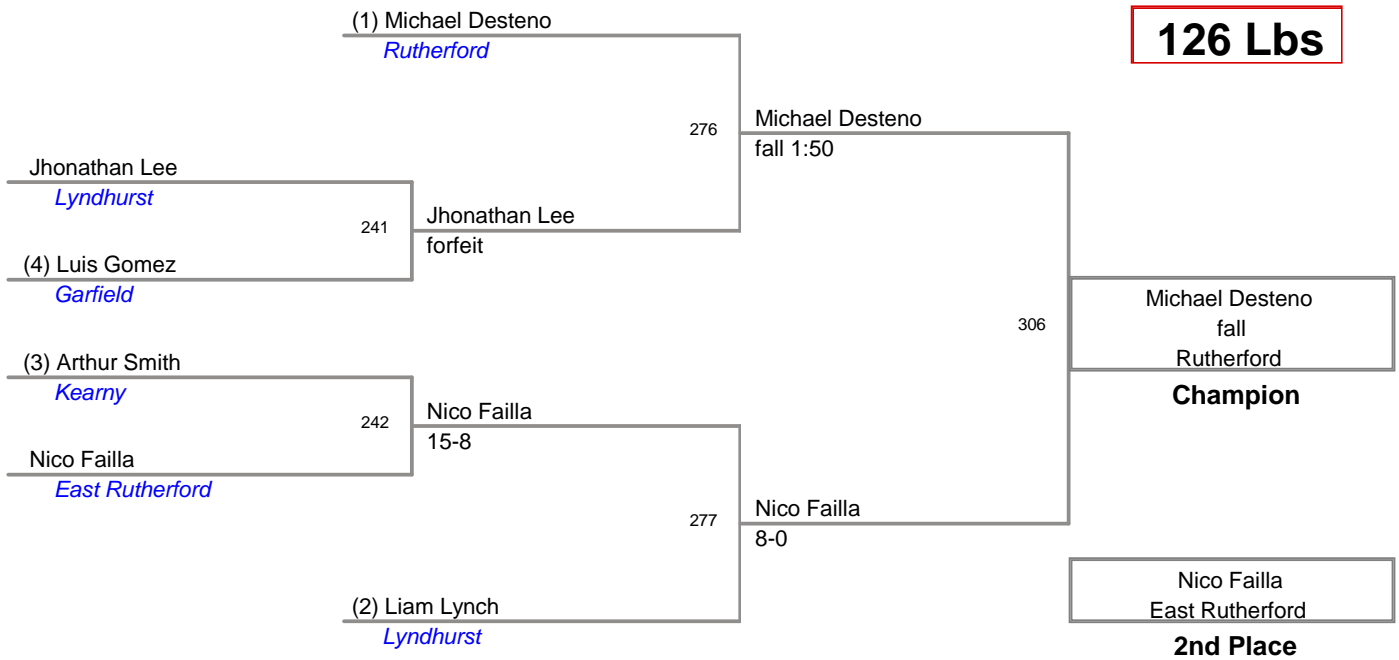 (1) Michael Desteno
Rutherford
126 Lbs
276
Michael Desteno
fall 1:50
Jhonathan Lee
Lyndhurst
241
Jhonathan Lee
forfeit
(4) Luis Gomez
Garfield
306
Michael Desteno
fall
Rutherford
Champion
(3) Arthur Smith
Kearny
242
Nico Failla
15-8
Nico Failla
East Rutherford
277
Nico Failla
8-0
(2) Liam Lynch
Lyndhurst
Nico Failla
East Rutherford
2nd Place